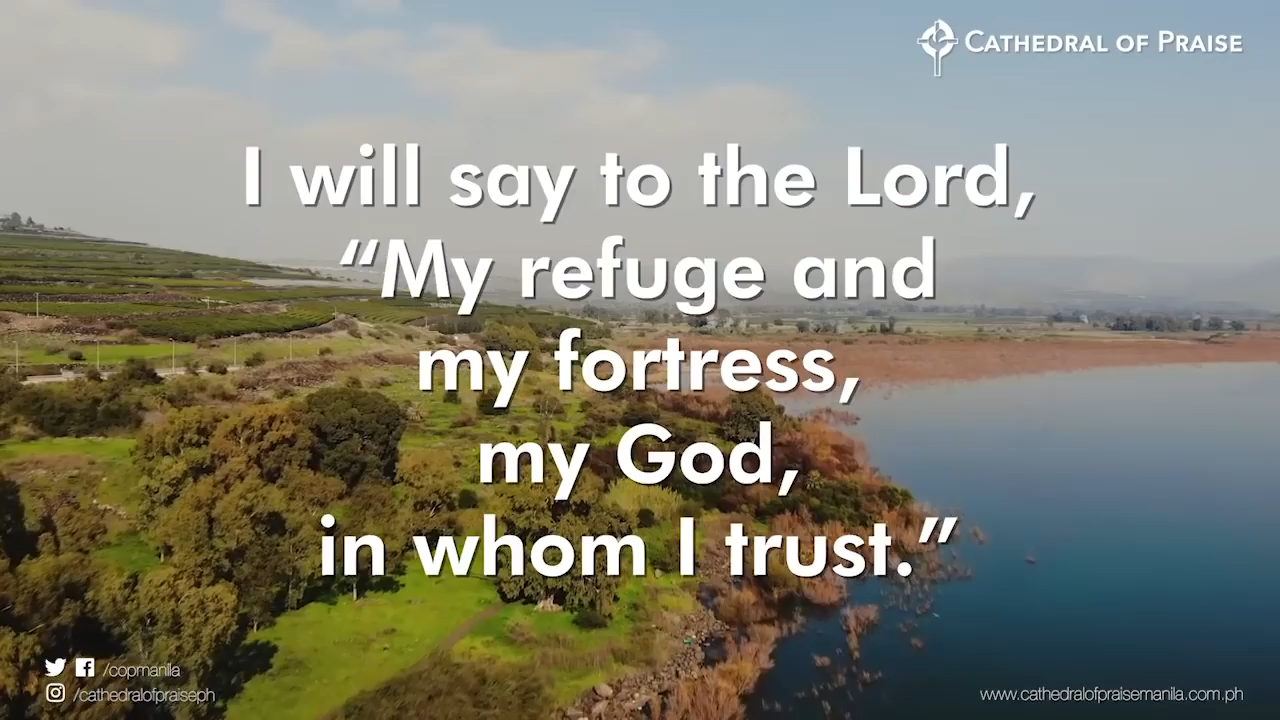 CATHEDRAL OF PRAISE
I will say to the Lord,
“My refuge and
my fortress,
my God,
in whom I trust.”
/copmanila
/cathedralofpraiseph
www.cathedralofpraisemanila.com.ph